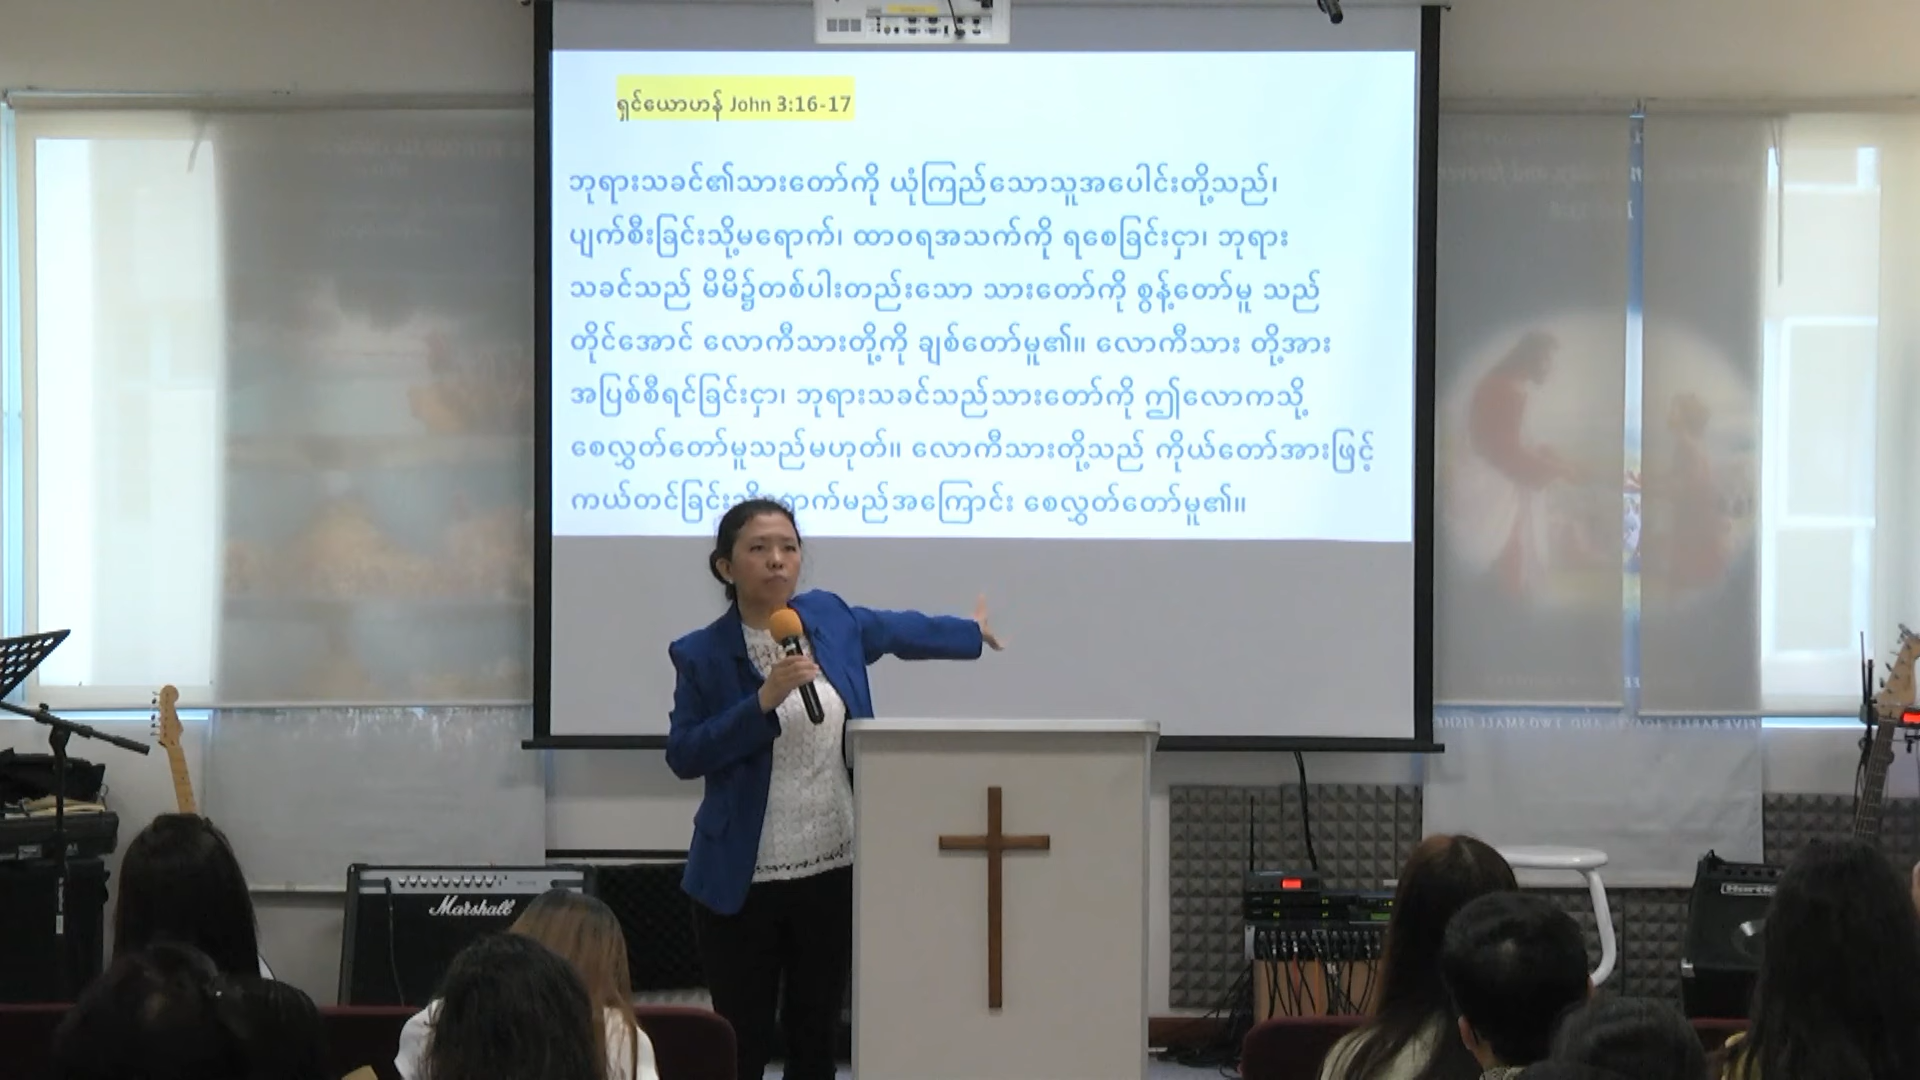 ရှင်ယောဟန် John 3:16-17
ဘုရားသခင်၏သားတော်ကို ယုံကြည်သောသူအပေါင်းတို့သည်၊
ပျက်စီးခြင်းသို့မရောက်၊ ထာဝရအသက်ကို ရစေခြင်းငှာ၊ ဘုရား
သခင်သည် မိမိ၌တစ်ပါးတည်းသော သားတော်ကို စွန့်တော်မူ သည်
တိုင်အောင် လောကီသားတို့ကို ချစ်တော်မူ၏။ လောကီသား တို့အား
အပြစ်စီရင်ခြင်းငှာ၊ ဘုရားသခင်သည်သားတော်ကို ဤလောကသို့
စေလွှတ်တော်မူသည်မဟုတ်။ လောကီသားတို့သည် ကိုယ်တော်အားဖြင့်
ကယ်တင်ခြင်းသို့ရောက်မည်အကြောင်း စေလွှတ်တော်မူ၏။
Marshall
Hartke